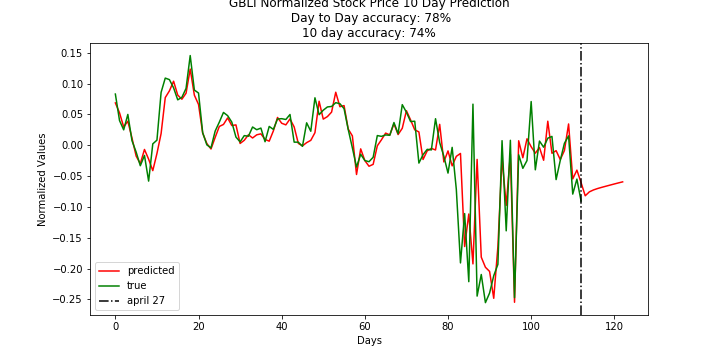 GBLI Normalized Stock Price 10 Day Prediction
Day to Day accuracy: 78%
10 day accuracy: 74%
0.15
0.10
0.05
0.00
−0.05
−0.10
−0.15
−0.20
−0.25
Normalized Values
predicted
true
april 27
0 20 40 60 80 100 120
Days